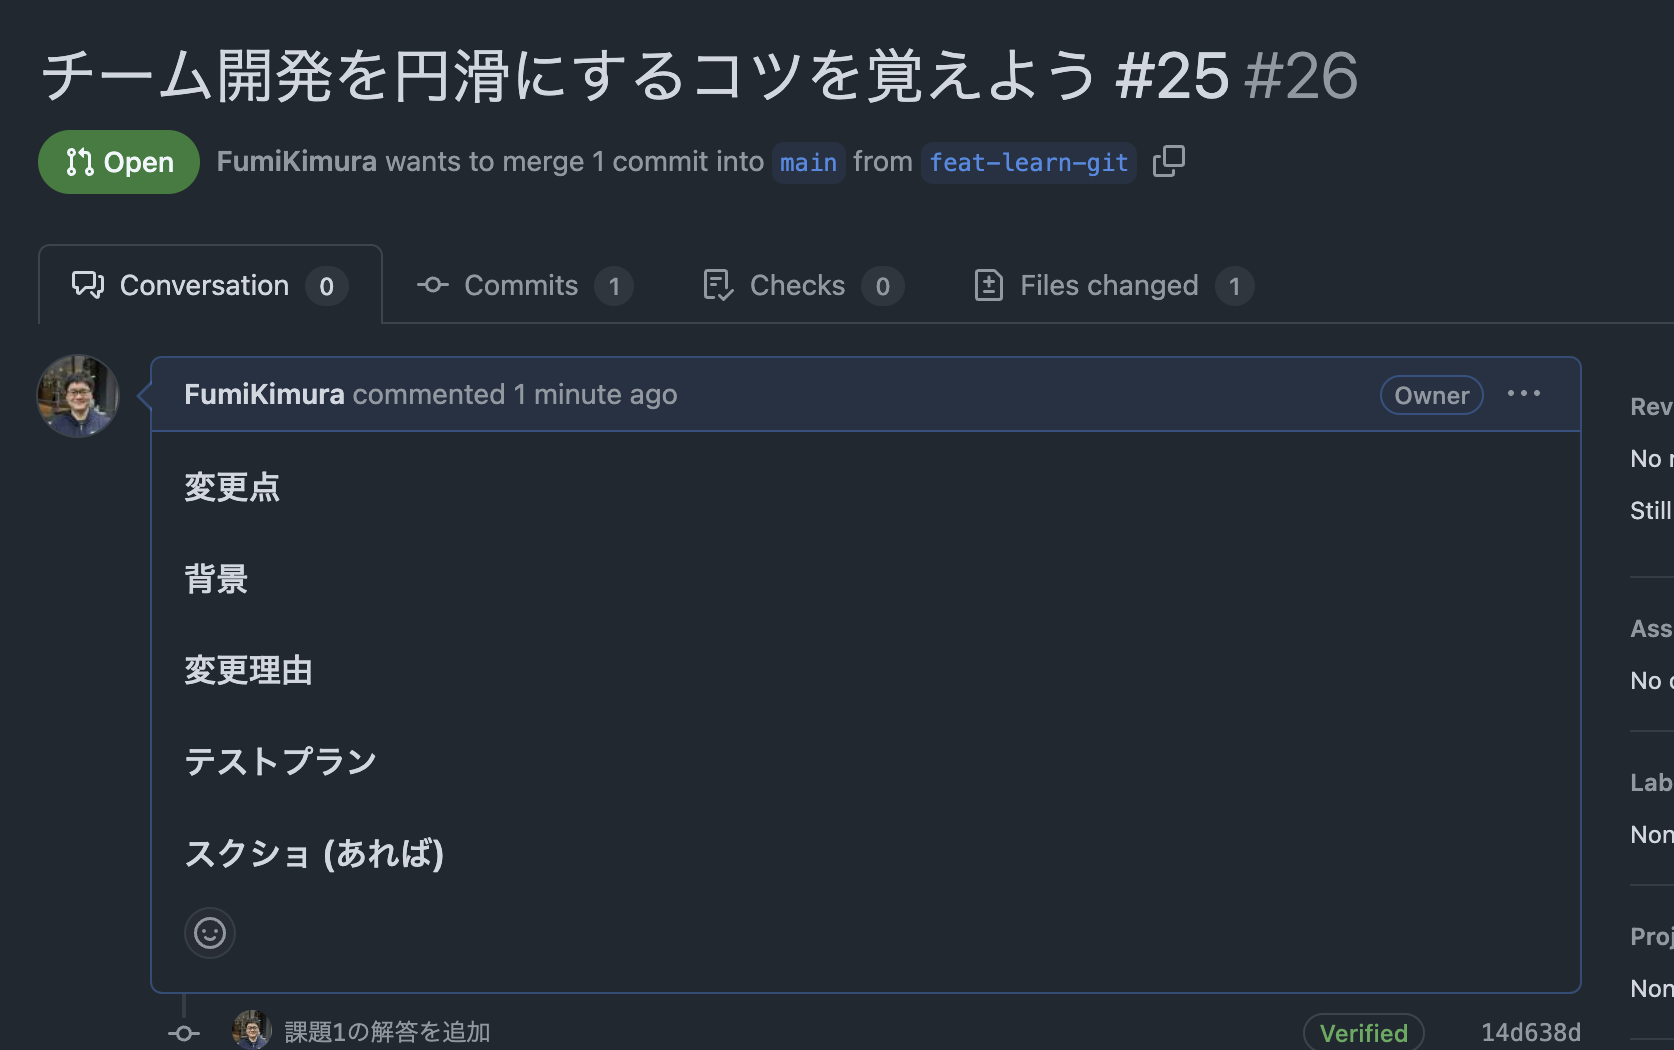 チーム開発を円滑にするコツを覚えよう #25 #26
Open FumiKimura wants to merge 1 commit into main from feat-learn-git
Conversation 0 Commits 1 Checks 0 Files changed 1
FumiKimura commented 1 minute ago Owner
変更点
背景
変更理由
テストプラン
スクショ (あれば)
課題1の解答を追加 Verified 14d638d
Rev
No
Still
Ass
No
Lab
Non
Proj
Non